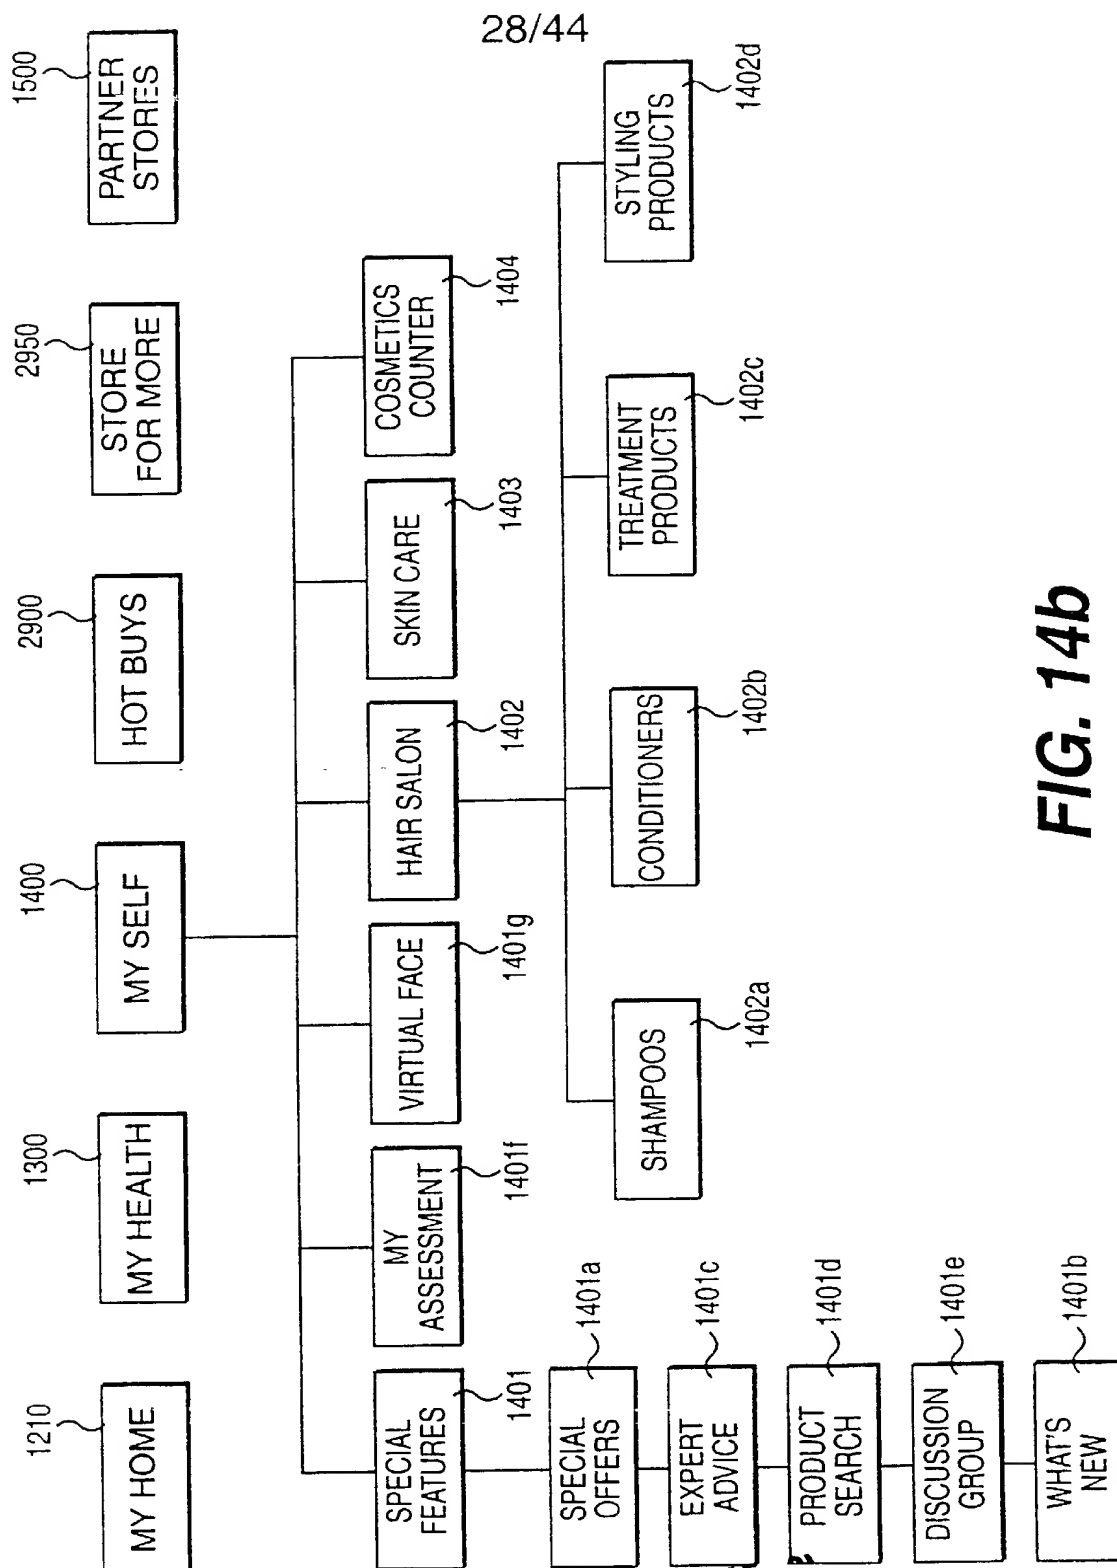 28/44
1210
MY HOME
1300
MY HEALTH
1400
MY SELF
2900
HOT BUYS
2950
STORE
FOR MORE
1500
PARTNER
STORES
SPECIAL
FEATURES
1401
MY
ASSESSMENT
1401f
VIRTUAL FACE
1401g
HAIR SALON
1402
SKIN CARE
1403
COSMETICS
COUNTER
1404
SPECIAL
OFFERS
1401a
EXPERT
ADVICE
1401c
PRODUCT
SEARCH
1401d
DISCUSSION
GROUP
1401e
WHAT'S
NEW
1401b
SHAMPOOS
1402a
CONDITIONERS
1402b
TREATMENT
PRODUCTS
1402c
STYLING
PRODUCTS
1402d
FIG. 14b